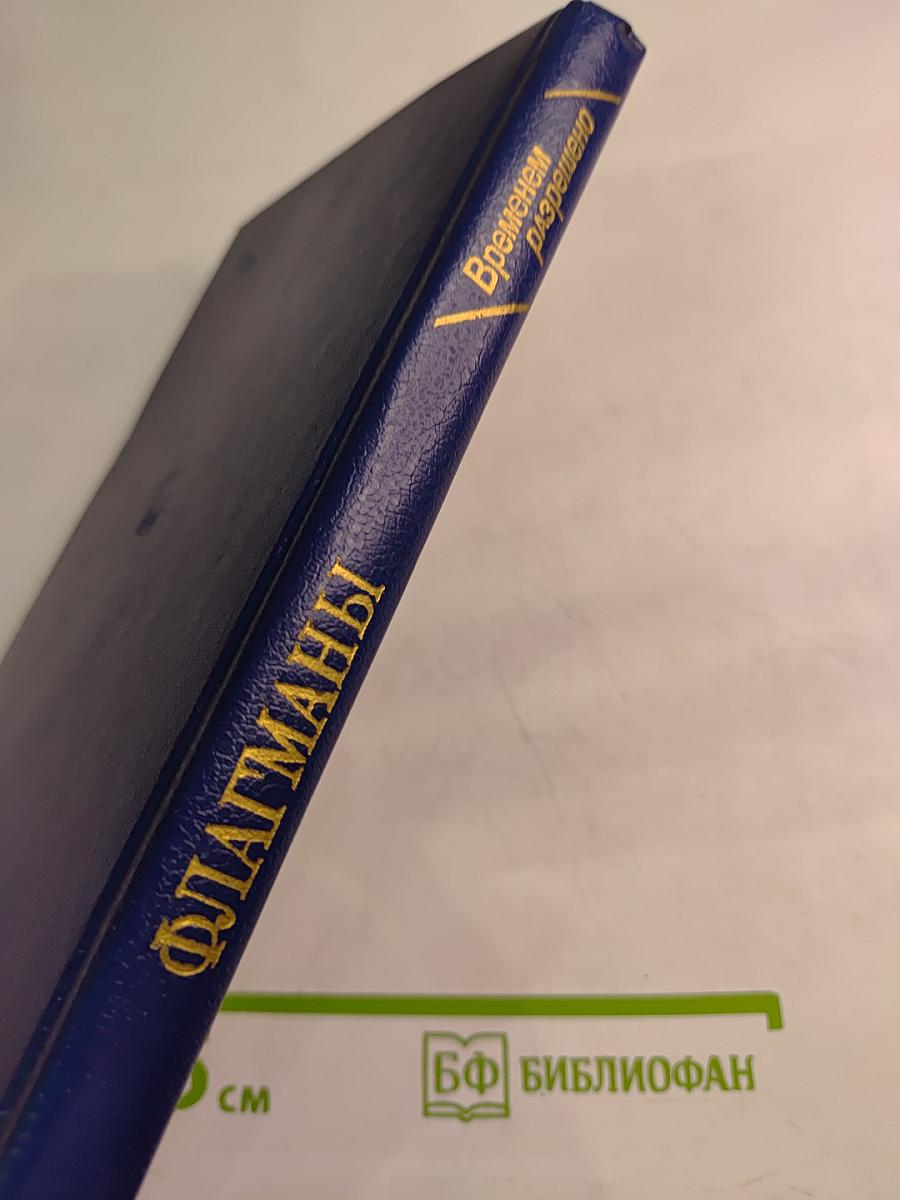 Временем
разрешено
ФЛАГМАНЫ
см
БФ БИБЛИОФАН